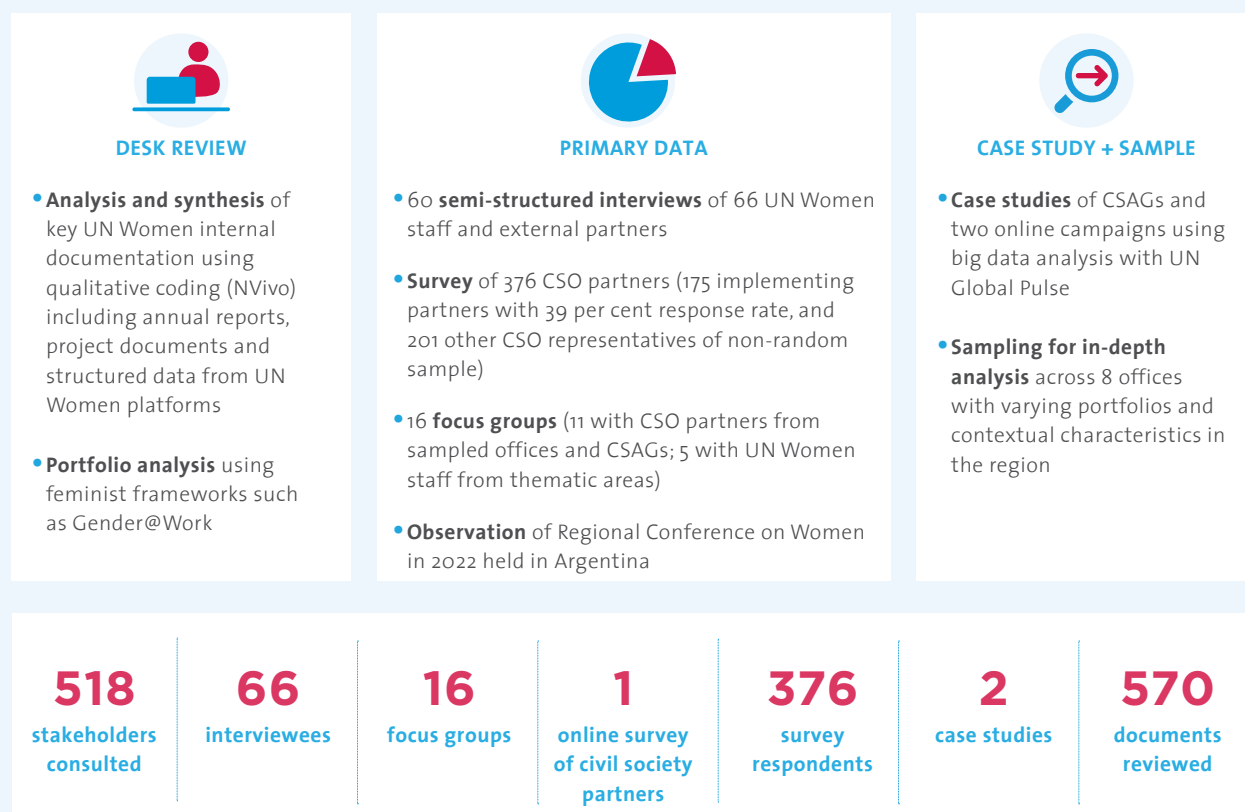 DESK REVIEW
• Analysis and synthesis of
key UN Women internal
documentation using
qualitative coding (NVivo)
including annual reports,
project documents and
structured data from UN
Women platforms
• Portfolio analysis using
feminist frameworks such
as Gender@Work
PRIMARY DATA
• 60 semi-structured interviews of 66 UN Women
staff and external partners
• Survey of 376 CSO partners (175 implementing
partners with 39 per cent response rate, and
201 other CSO representatives of non-random
sample)
• 16 focus groups (11 with CSO partners from
sampled offices and CSAGs; 5 with UN Women
staff from thematic areas)
• Observation of Regional Conference on Women
in 2022 held in Argentina
CASE STUDY + SAMPLE
• Case studies of CSAGs and
two online campaigns using
big data analysis with UN
Global Pulse
• Sampling for in-depth
analysis across 8 offices
with varying portfolios and
contextual characteristics in
the region
518
stakeholders
consulted
66
interviewees
16
focus groups
1
online survey
of civil society
partners
376
survey
respondents
2
case studies
570
documents
reviewed